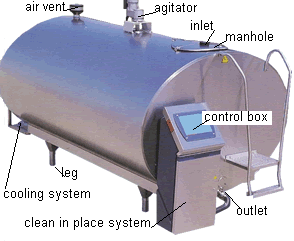 air vent
agitator
inlet
manhole
control box
leg
cooling system
outlet
clean in place system